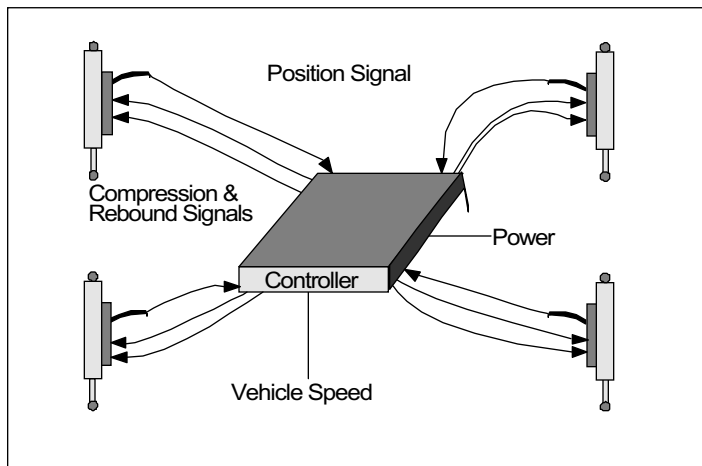 Position Signal
Compression &
Rebound Signals
Power
Controller
Vehicle Speed